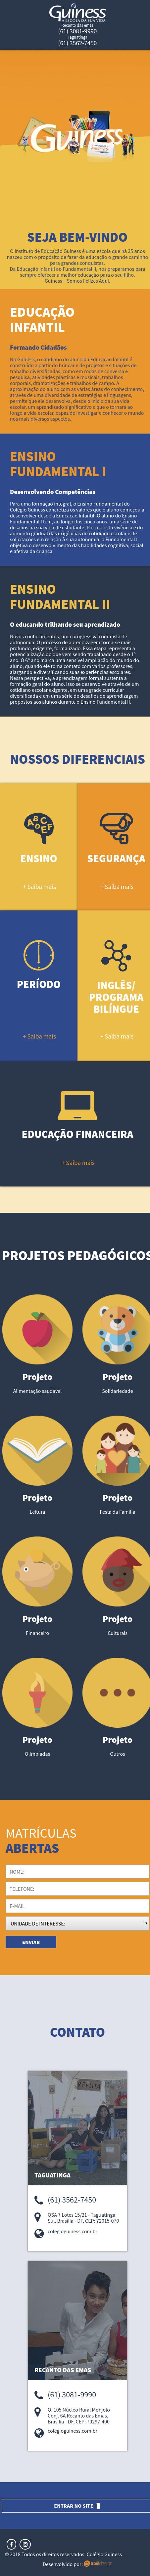 Guiness
A ESCOLA DA SUA VIDA
Recanto das emas
(61) 3081-9990
Taguatinga
(61) 3562-7450
Guiness
SEJA BEM-VINDO
O instituto de Educação Guiness é uma escola que há 35 anos
nasceu com o propósito de fazer da educação o grande caminho
para grandes conquistas.
Da Educação Infantil ao Fundamental II, nos preparamos para
sempre oferecer a melhor educação para o seu filho.
Guiness – Somos Felizes Aqui.
EDUCAÇÃO
INFANTIL
Formando Cidadãos
No Guiness, o cotidiano do aluno da Educação Infantil é
construído a partir de brincar e de projetos e situações de
trabalho diversificadas, como em rodas de conversa e
pesquisa, atividades plásticas e musicais, trabalhos
corporais, dramatizações e trabalhos de campo. A
aproximação do aluno com as várias áreas do conhecimento,
através de uma diversidade de estratégias e linguagens,
permite que ele desenvolva, desde o início da sua vida
escolar, um aprendizado significativo e que o tornará ao
longo a vida escolar, capaz de investigar e conhecer o mundo
nos mais diversos aspectos.
ENSINO
FUNDAMENTAL I
Desenvolvendo Competências
Para uma formação integral, o Ensino Fundamental do
Colégio Guiness concretiza os valores que o aluno começou a
desenvolver desde a Educação Infantil. O aluno do Ensino
Fundamental I tem, ao longo dos cinco anos, uma série de
desafios na sua vida de estudante. Por meio da vivência e do
aumento gradual das exigências do cotidiano escolar e de
solicitações em relação a sua autonomia, o Fundamental I
objetiva o desenvolvimento das habilidades cognitiva, social
e afetiva da criança
ENSINO
FUNDAMENTAL II
O educando trilhando seu aprendizado
Novos conhecimentos, uma progressiva conquista de
autonomia. O processo de aprendizagem torna-se mais
profundo, exigente, formalizado. Essa etapa representa a
materialização do que vem sendo trabalhado desde o 1°
ano. O 6° ano marca uma sensível ampliação do mundo do
aluno, quando ele toma contato com vários professores,
alargando e diversificando suas experiências escolares.
Nessa perspectiva, a aprendizagem formal sustenta a
formação geral do aluno. Isso se desenvolve através de um
cotidiano escolar exigente, em uma grade curricular
diversificada e em uma série de desafios de aprendizagem
propostos aos alunos durante o Ensino Fundamental II.
NOSSOS DIFERENCIAIS
ABC
DEF
ENSINO
+ Saiba mais
SEGURANÇA
+ Saiba mais
PERÍODO
+ Saiba mais
INGLÊS/
PROGRAMA
BILÍNGUE
+ Saiba mais
EDUCAÇÃO FINANCEIRA
+ Saiba mais
PROJETOS PEDAGÓGICOS
Projeto
Alimentação saudável
Projeto
Solidariedade
Projeto
Leitura
Projeto
Festa da Família
Projeto
Financeiro
Projeto
Culturais
Projeto
Olimpíadas
Projeto
Outros
MATRÍCULAS
ABERTAS
NOME:
TELEFONE:
E-MAIL
UNIDADE DE INTERESSE:
ENVIAR
CONTATO
TAGUATINGA
(61) 3562-7450
QSA 7 Lotes 15/21 - Taguatinga
Sul, Brasília - DF, CEP: 72015-070
colegioguiness.com.br
RECANTO DAS EMAS
(61) 3081-9990
Q. 105 Núcleo Rural Monjolo
Conj. 6A Recanto das Emas,
Brasília - DF, CEP: 70297-400
colegioguiness.com.br
ENTRAR NO SITE
© 2018 Todos os direitos reservados. Colégio Guiness
Desenvolvido por: